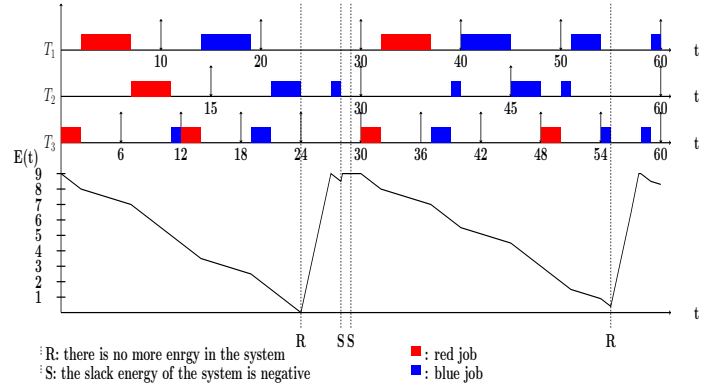 T1 10 20 30 40 50 60 t
T2 15 30 45 60 t
T3 6 12 18 24 30 36 42 48 54 60 t
E(t)
9
8
7
6
5
4
3
2
1
t
R S S R
R: there is no more enrgy in the system
S: the slack energy of the system is negative
: red job
: blue job